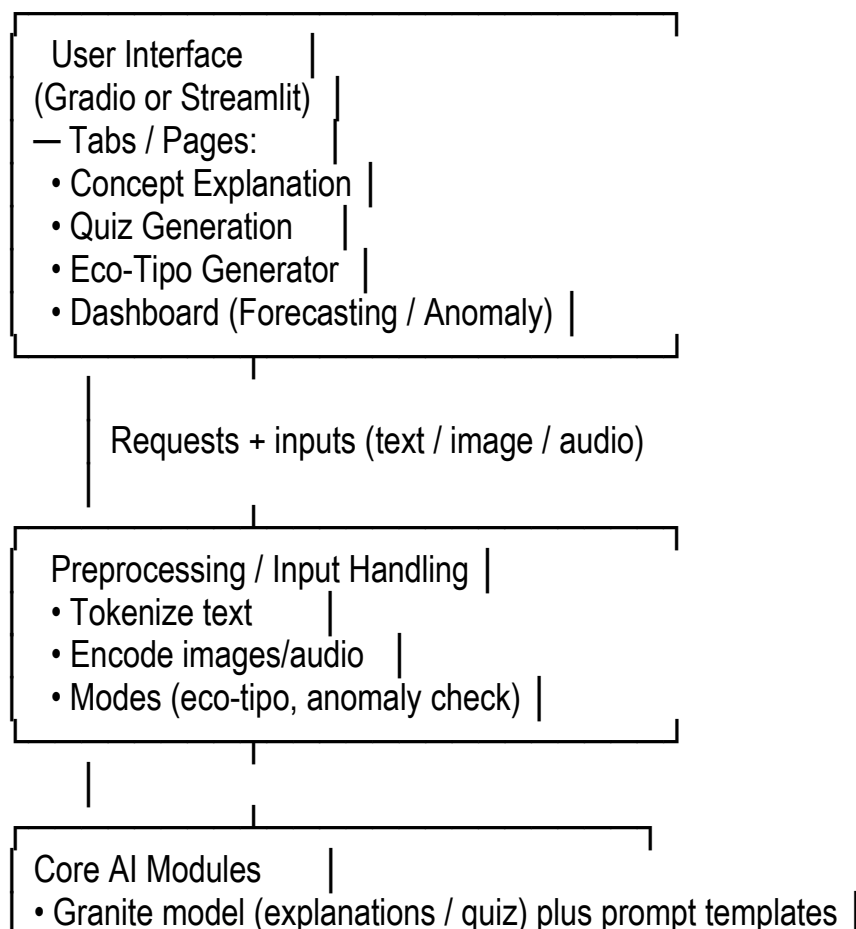 User Interface
(Gradio or Streamlit)
— Tabs / Pages:
• Concept Explanation
• Quiz Generation
• Eco-Tipo Generator
• Dashboard (Forecasting / Anomaly)
Requests + inputs (text / image / audio)
Preprocessing / Input Handling
• Tokenize text
• Encode images/audio
• Modes (eco-tipo, anomaly check)
Core AI Modules
• Granite model (explanations / quiz) plus prompt templates